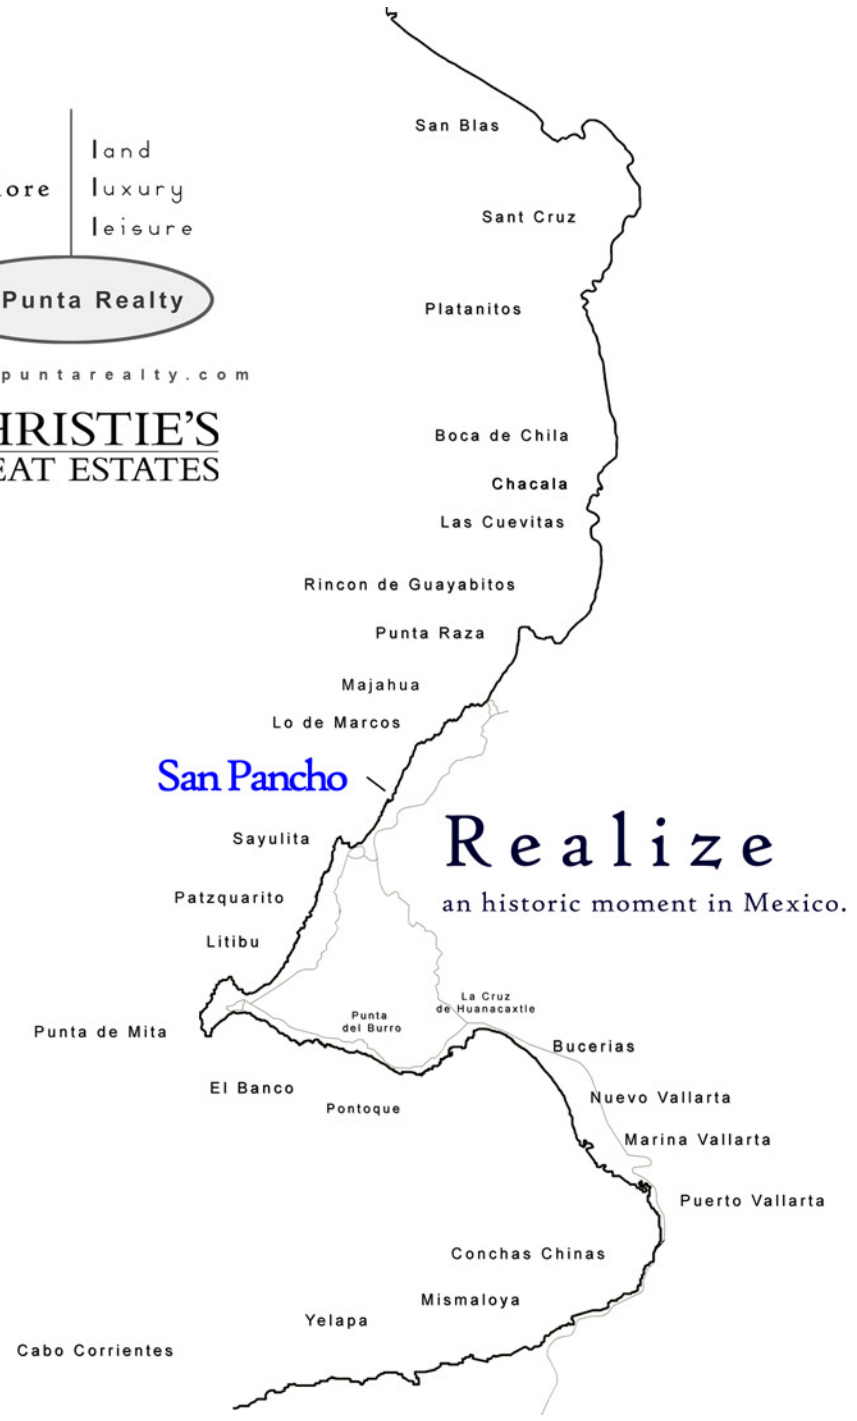 San Blas
land
luxury
leisure
Sant Cruz
Punta Realty
Platanitos
puntarealty.com
HRISTIE'S
EAT ESTATES
Boca de Chila
Chacala
Las Cuevitas
Rincon de Guayabitos
Punta Raza
Majahua
Lo de Marcos
San Pancho
Sayulita
Realize
an historic moment in Mexico.
Patzquarito
Litibu
La Cruz
de Huanacaxtle
Punta
del Burro
Punta de Mita
Bucerias
El Banco
Nuevo Vallarta
Pontoque
Marina Vallarta
Puerto Vallarta
Conchas Chinas
Mismaloya
Yelapa
Cabo Corrientes